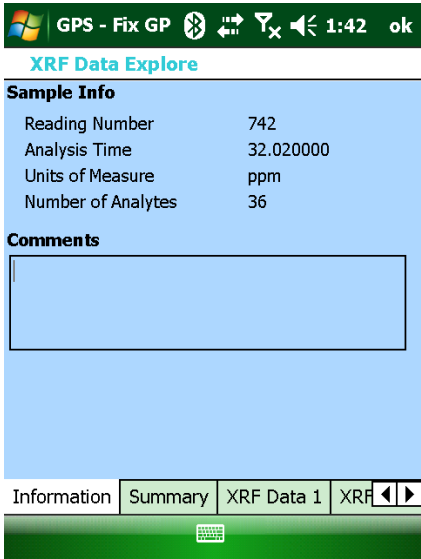 GPS - Fix GP 1:42 ok
XRF Data Explore
Sample Info
Reading Number 742
Analysis Time 32.020000
Units of Measure ppm
Number of Analytes 36
Comments
Information Summary XRF Data 1 XRF